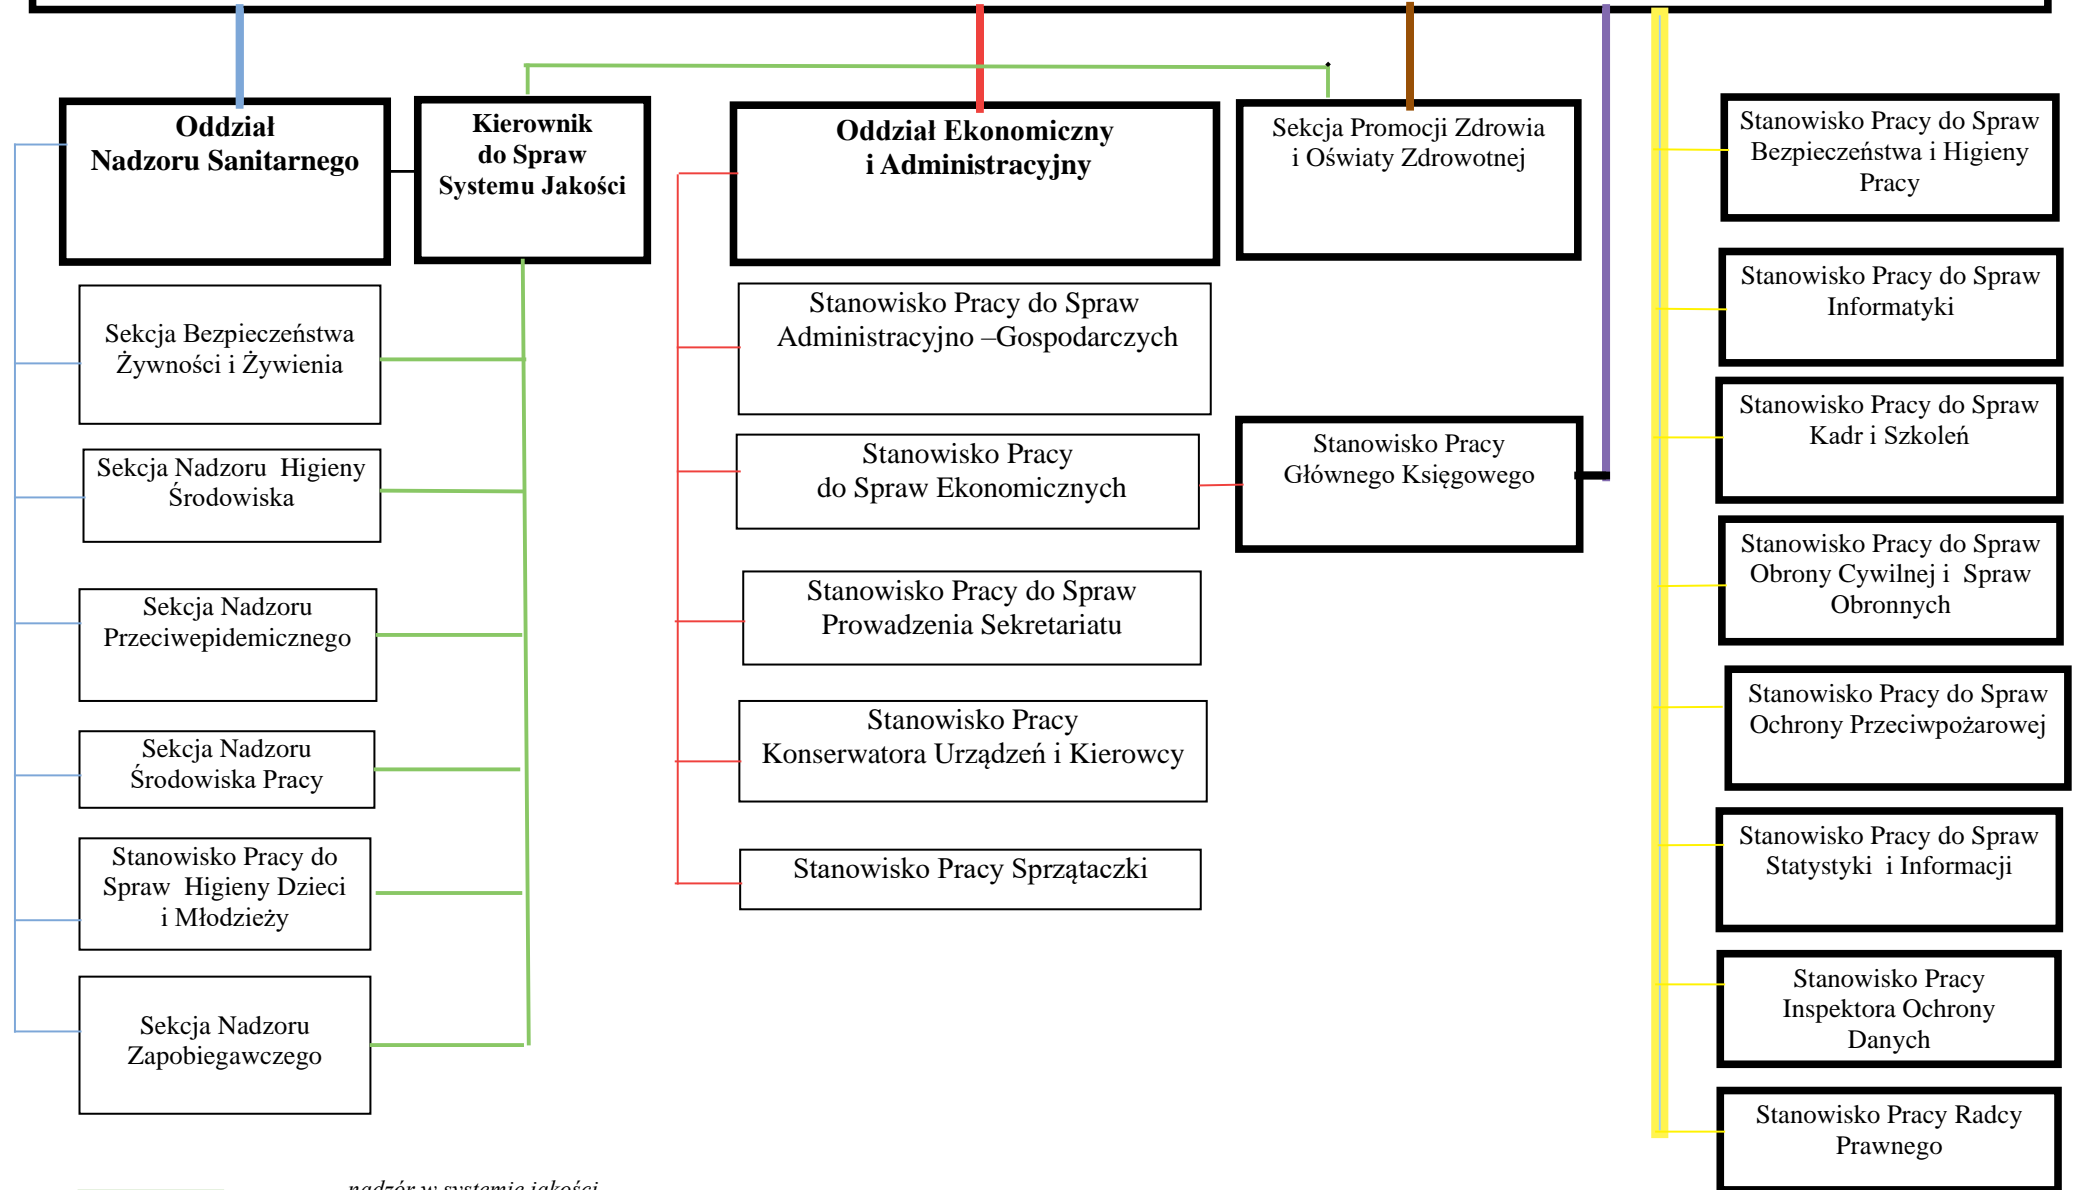 Oddział
Nadzoru Sanitarnego
Kierownik
do Spraw
Systemu Jakości
Oddział Ekonomiczny
i Administracyjny
Sekcja Promocji Zdrowia
i Oświaty Zdrowotnej
Sekcja Bezpieczeństwa
Żywności i Żywienia
Sekcja Nadzoru Higieny
Środowiska
Sekcja Nadzoru
Przeciwepidemicznego
Sekcja Nadzoru
Środowiska Pracy
Stanowisko Pracy do
Spraw Higieny Dzieci
i Młodzieży
Sekcja Nadzoru
Zapobiegawczego
Stanowisko Pracy do Spraw
Administracyjno –Gospodarczych
Stanowisko Pracy
do Spraw Ekonomicznych
Stanowisko Pracy
Głównego Księgowego
Stanowisko Pracy do Spraw
Prowadzenia Sekretariatu
Stanowisko Pracy
Konserwatora Urządzeń i Kierowcy
Stanowisko Pracy Sprzątaczki
Stanowisko Pracy do Spraw
Bezpieczeństwa i Higieny
Pracy
Stanowisko Pracy do Spraw
Informatyki
Stanowisko Pracy do Spraw
Kadr i Szkoleń
Stanowisko Pracy do Spraw
Obrony Cywilnej i Spraw
Obronnych
Stanowisko Pracy do Spraw
Ochrony Przeciwpożarowej
Stanowisko Pracy do Spraw
Statystyki i Informacji
Stanowisko Pracy
Inspektora Ochrony
Danych
Stanowisko Pracy Radcy
Prawnego
nadzór w systemie jakości